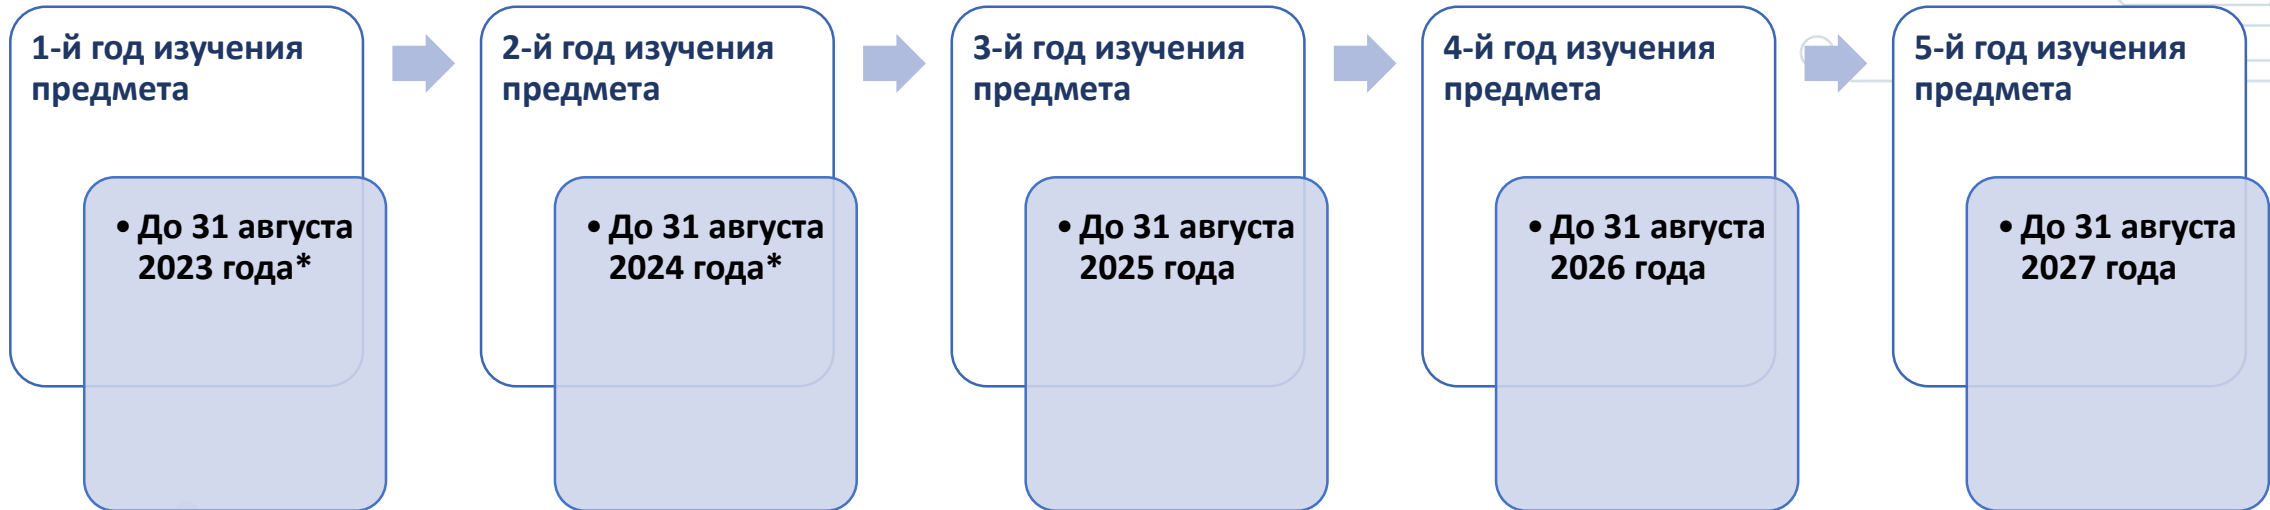 1-й год изучения
предмета
• До 31 августа
2023 года*
2-й год изучения
предмета
• До 31 августа
2024 года*
3-й год изучения
предмета
• До 31 августа
2025 года
4-й год изучения
предмета
• До 31 августа
2026 года
5-й год изучения
предмета
• До 31 августа
2027 года